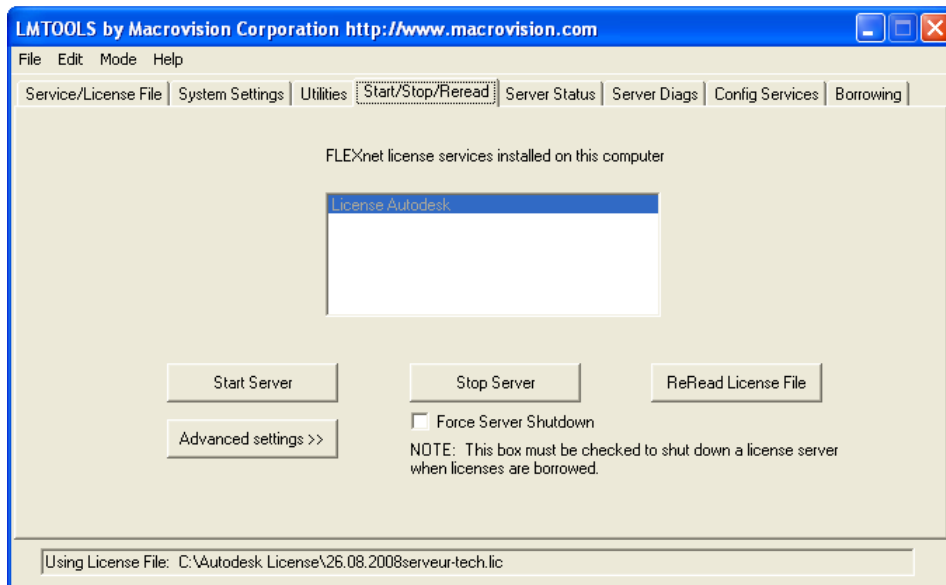 LMTOOLS by Macrovision Corporation http://www.macrovision.com
File Edit Mode Help
Service/License File System Settings Utilities Start/Stop/Reread Server Status Server Diags Config Services Borrowing
FLEXnet license services installed on this computer
License Autodesk
Start Server Stop Server ReRead License File
Advanced settings >>
Force Server Shutdown
NOTE: This box must be checked to shut down a license server
when licenses are borrowed.
Using License File: C:\Autodesk License\26.08.2008serveur-tech.lic